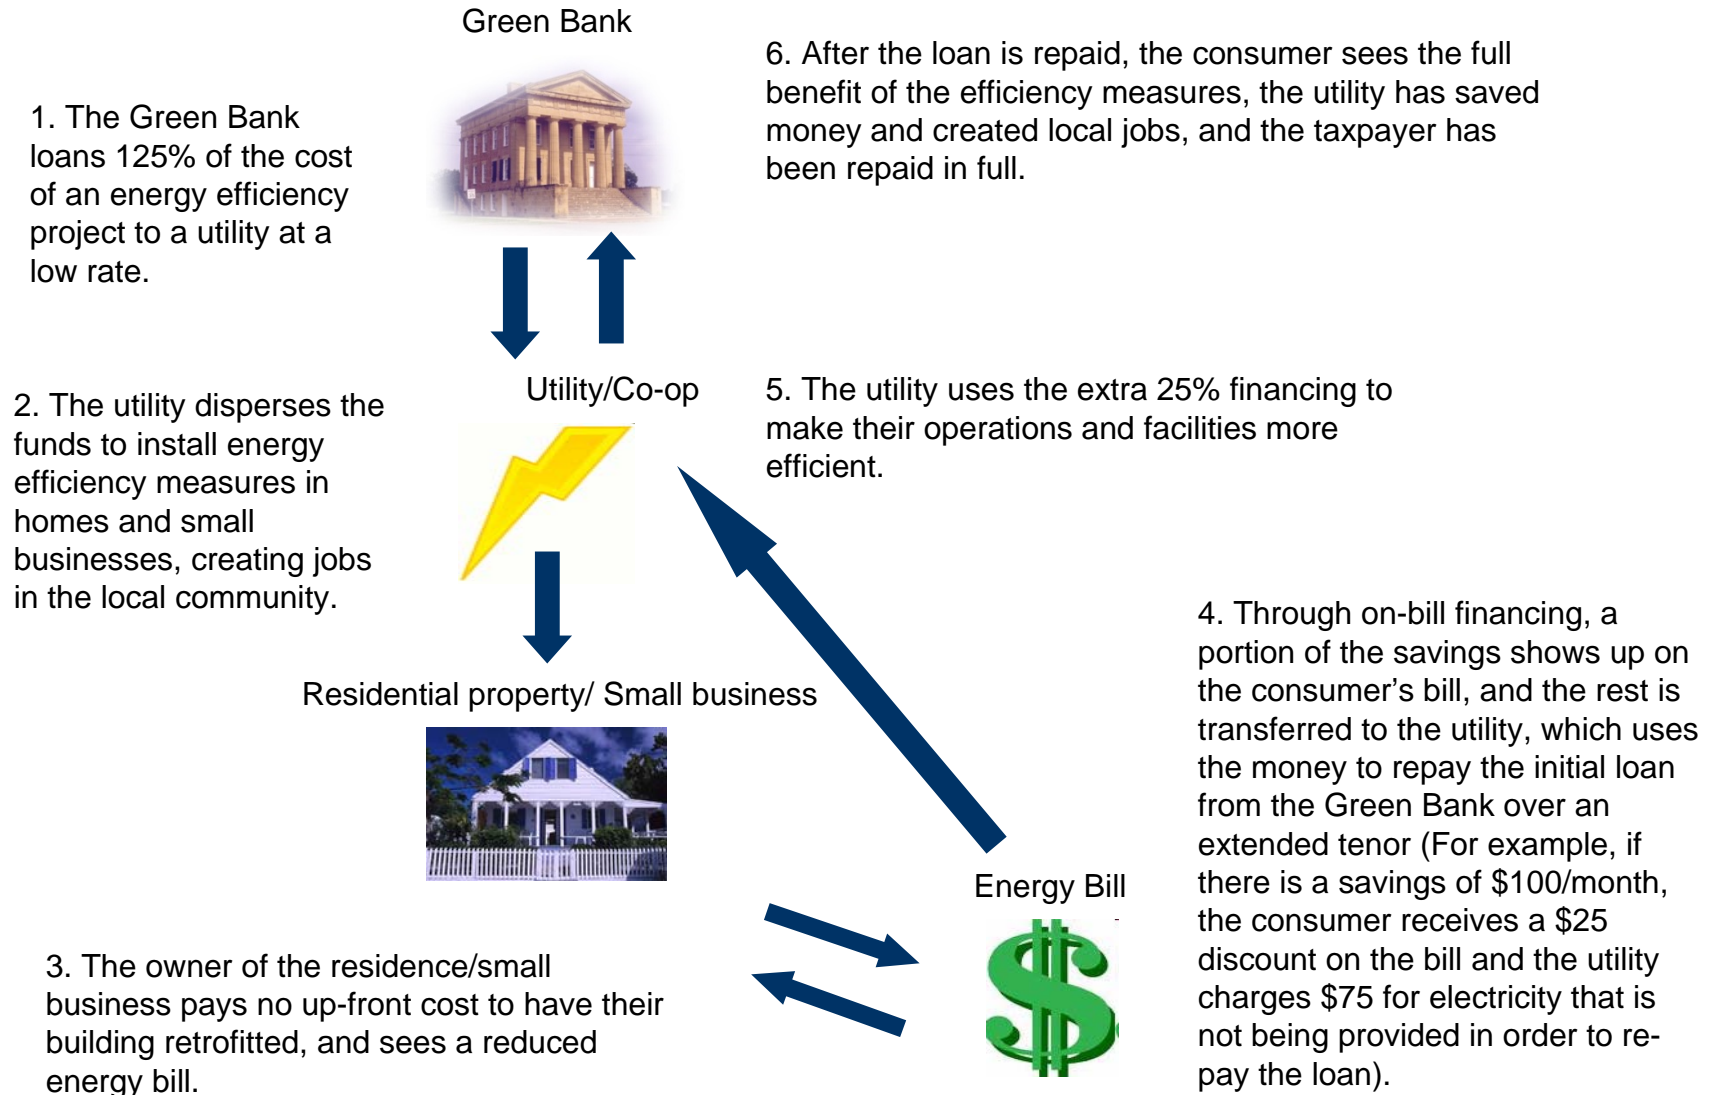 Green Bank
1. The Green Bank
loans 125% of the cost
of an energy efficiency
project to a utility at a
low rate.
6. After the loan is repaid, the consumer sees the full
benefit of the efficiency measures, the utility has saved
money and created local jobs, and the taxpayer has
been repaid in full.
Utility/Co-op
2. The utility disperses the
funds to install energy
efficiency measures in
homes and small
businesses, creating jobs
in the local community.
5. The utility uses the extra 25% financing to
make their operations and facilities more
efficient.
Residential property/ Small business
3. The owner of the residence/small
business pays no up-front cost to have their
building retrofitted, and sees a reduced
energy bill.
Energy Bill
$
4. Through on-bill financing, a
portion of the savings shows up on
the consumer’s bill, and the rest is
transferred to the utility, which uses
the money to repay the initial loan
from the Green Bank over an
extended tenor (For example, if
there is a savings of $100/month,
the consumer receives a $25
discount on the bill and the utility
charges $75 for electricity that is
not being provided in order to re-
pay the loan).